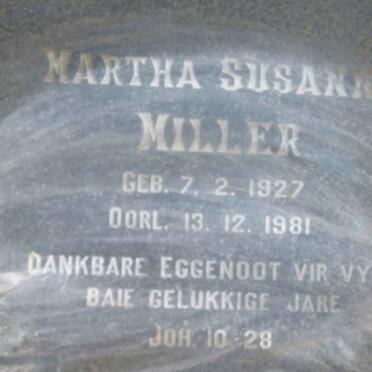 MARTHA SUSANN
MILLER
GEB. 7. 2. 1927
OORL. 13. 12. 1981
DANKBARE EGGENOOT VIR VY
BAIE GELUKKIGE JARE
JOH. 10-28